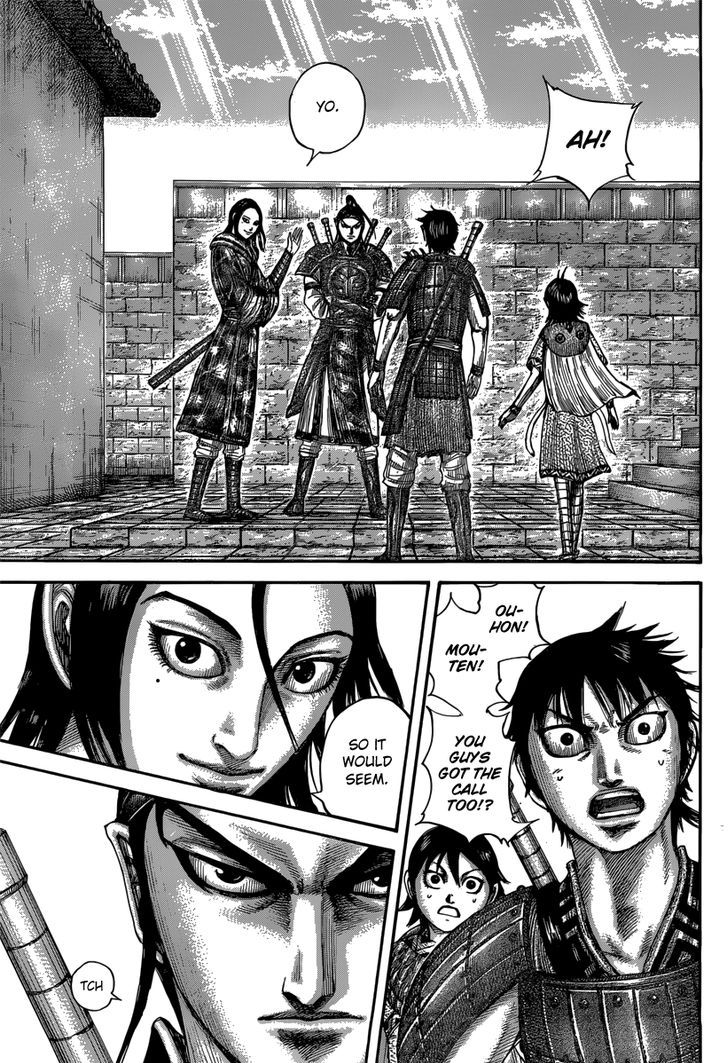 AH!
YO.
OU-
HON!
MOU-
TEN!
YOU
GUYS
GOT THE
CALL
TOO!?
SO IT
WOULD
SEEM.
TCH